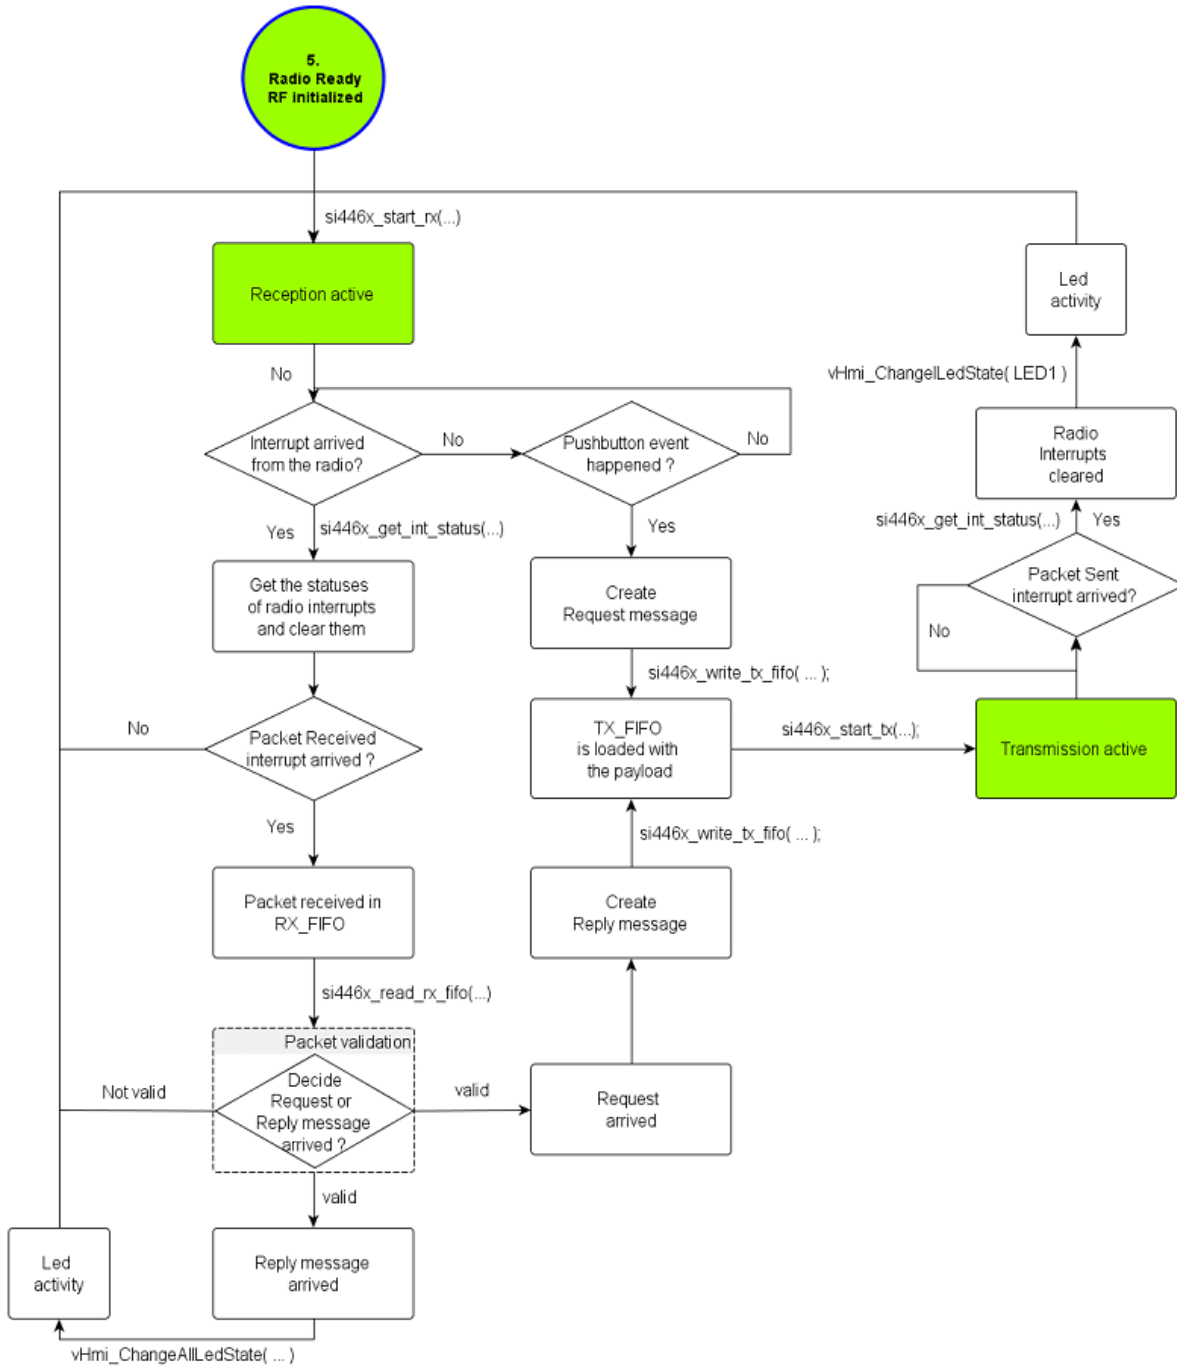 5.
Radio Ready
RF initialized
si446x_start_rx(...)
Reception active
No
Interrupt arrived
from the radio?
No
Pushbutton event
happened ?
No
Yes
si446x_get_int_status(...)
Get the statuses
of radio interrupts
and clear them
Yes
Create
Request message
si446x_write_tx_fifo( ... );
TX_FIFO
is loaded with
the payload
si446x_start_tx(...);
Transmission active
No
Packet Sent
interrupt arrived?
si446x_get_int_status(...)
Yes
Radio
Interrupts
cleared
vHmi_ChangelLedState( LED1 )
Led
activity
No
Packet Received
interrupt arrived ?
Yes
Packet received in
RX_FIFO
si446x_read_rx_fifo(...)
Packet validation
Decide
Request or
Reply message
arrived ?
Not valid
valid
Request
arrived
Create
Reply message
si446x_write_tx_fifo( ... );
valid
Reply message
arrived
Led
activity
vHmi_ChangeAllLedState( ... )